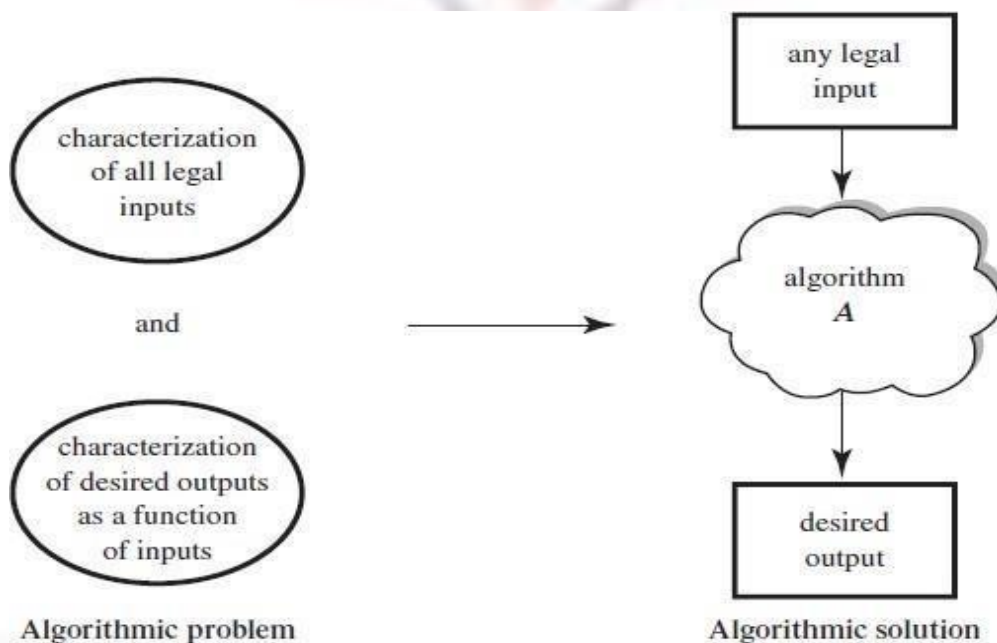 characterization
of all legal
inputs
and
characterization
of desired outputs
as a function
of inputs
Algorithmic problem
any legal
input
algorithm
A
desired
output
Algorithmic solution